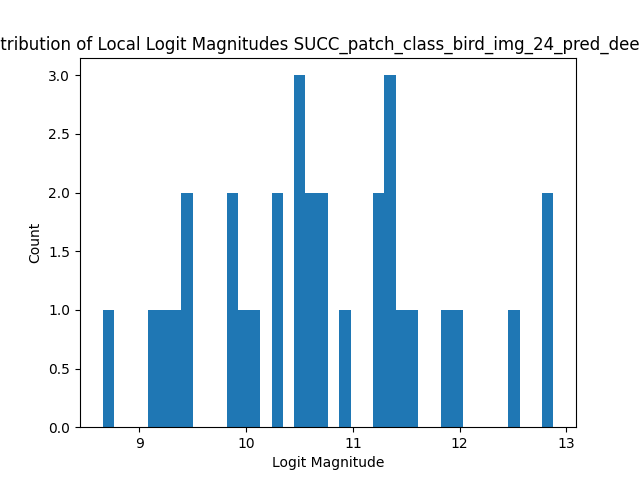 tribution of Local Logit Magnitudes SUCC_patch_class_bird_img_24_pred_dee
3.0
2.5
2.0
1.5
1.0
0.5
0.0
Count
9 10 11 12 13
Logit Magnitude